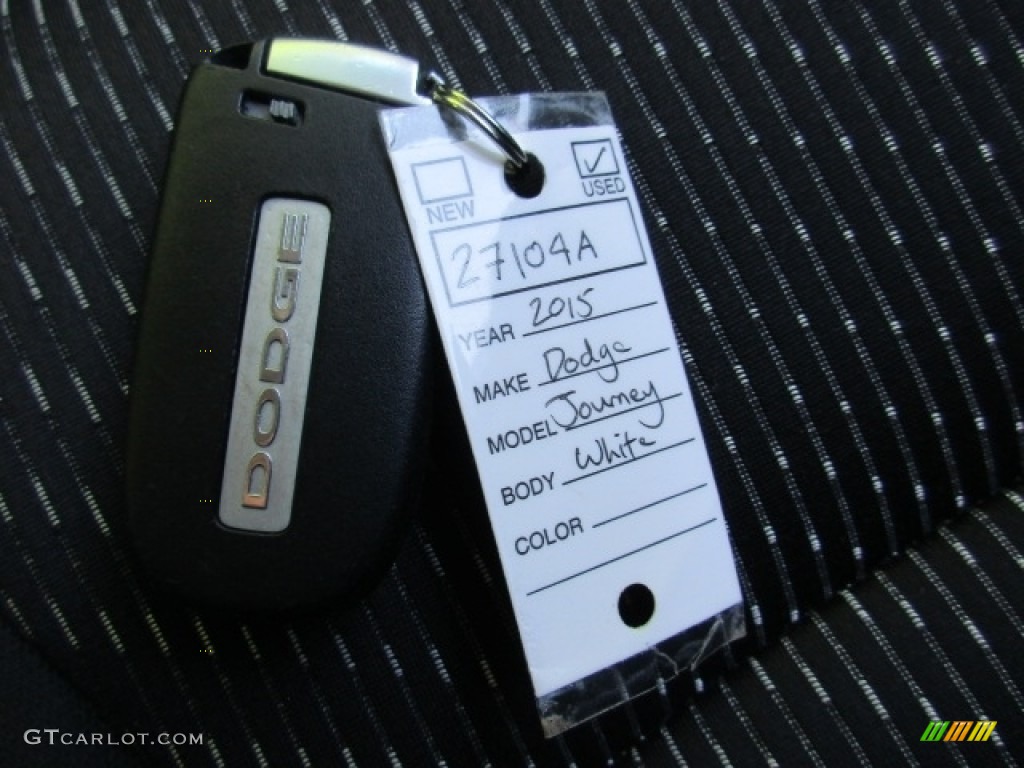 DODGE
NEW
USED
27104A
YEAR 2015
MAKE Dodge
MODEL Journey
BODY White
COLOR
GTCARLOT.COM